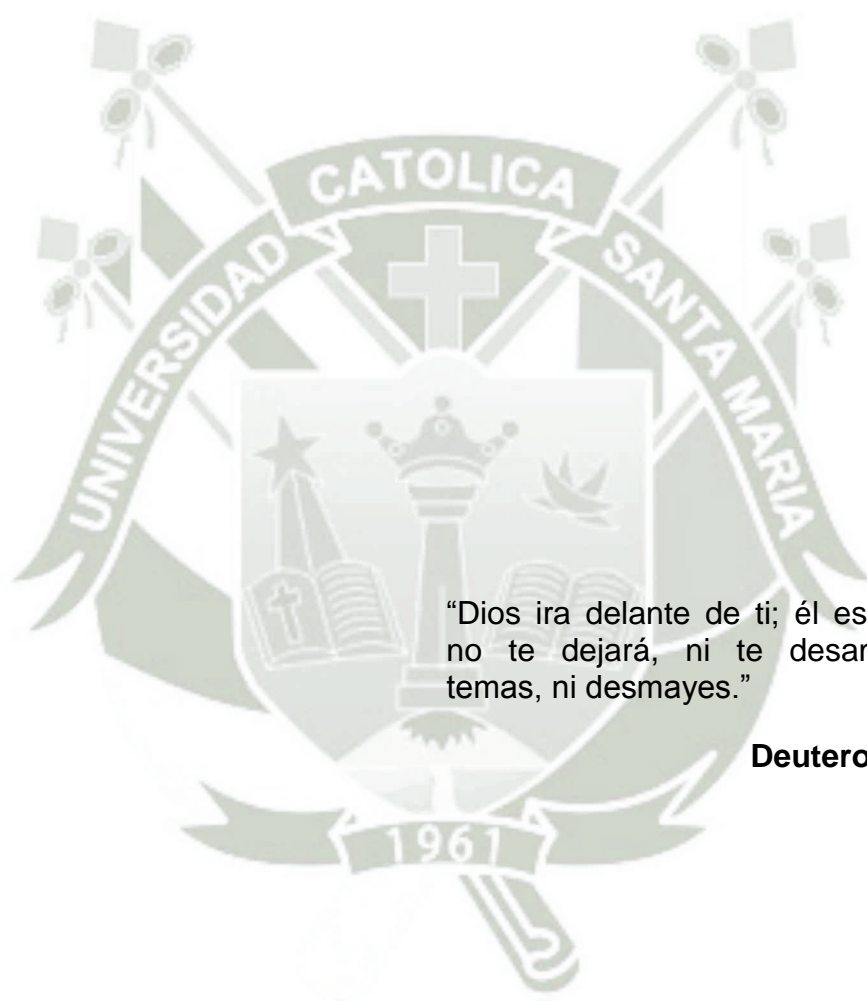 CATOLICA
UNIVERSIDAD
SANTA MARIA
“Dios ira delante de ti; él es
no te dejará, ni te desar
temas, ni desmayes.”
Deutero
1961